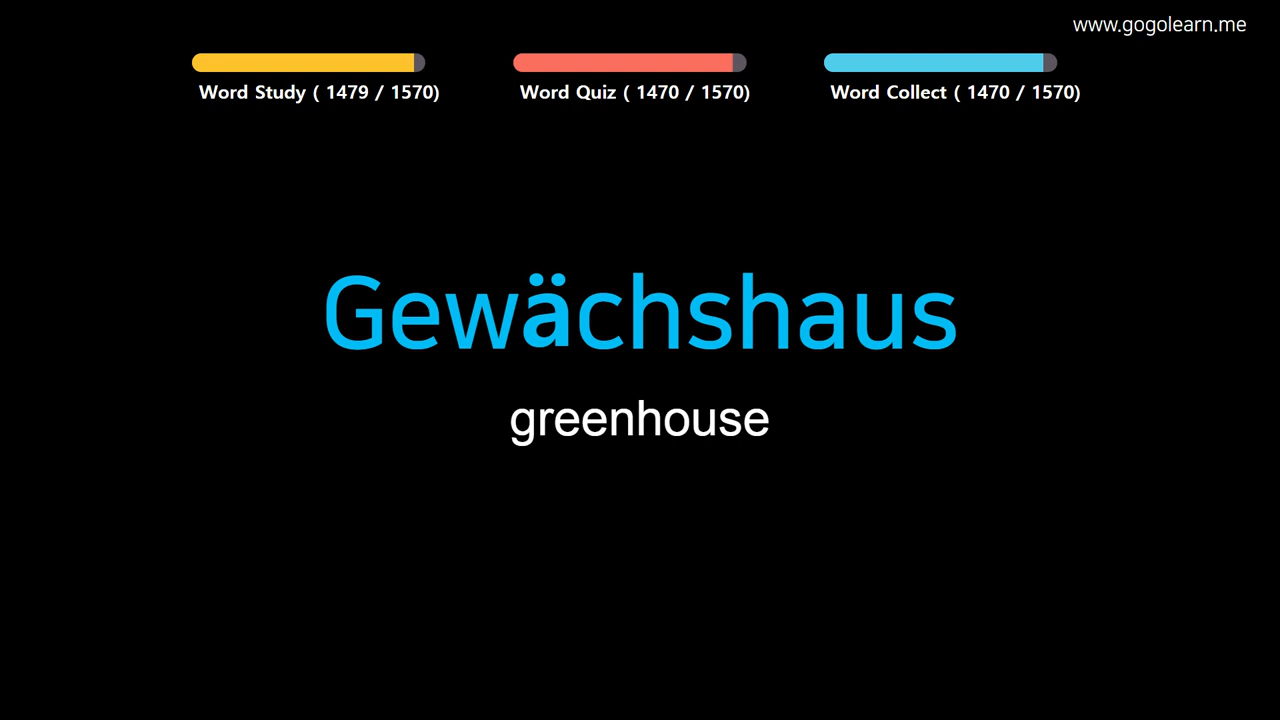 www.gogolearn.me
Word Study ( 1479 / 1570)
Word Quiz ( 1470 / 1570)
Word Collect ( 1470 / 1570)
Gewächshaus
greenhouse